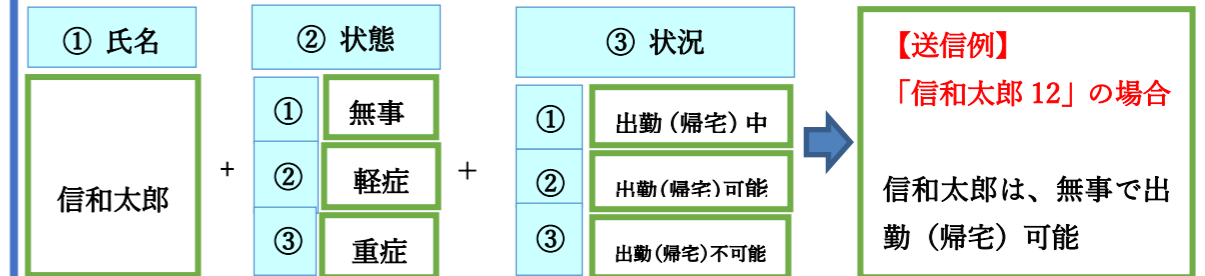 ① 氏名
② 状態
③ 状況
信和太郎
+
① 無事
② 軽症
③ 重症
+
① 出勤（帰宅）中
② 出勤（帰宅）可能
③ 出勤（帰宅）不可能
【送信例】
「信和太郎 12」の場合
信和太郎は、無事で出
勤（帰宅）可能